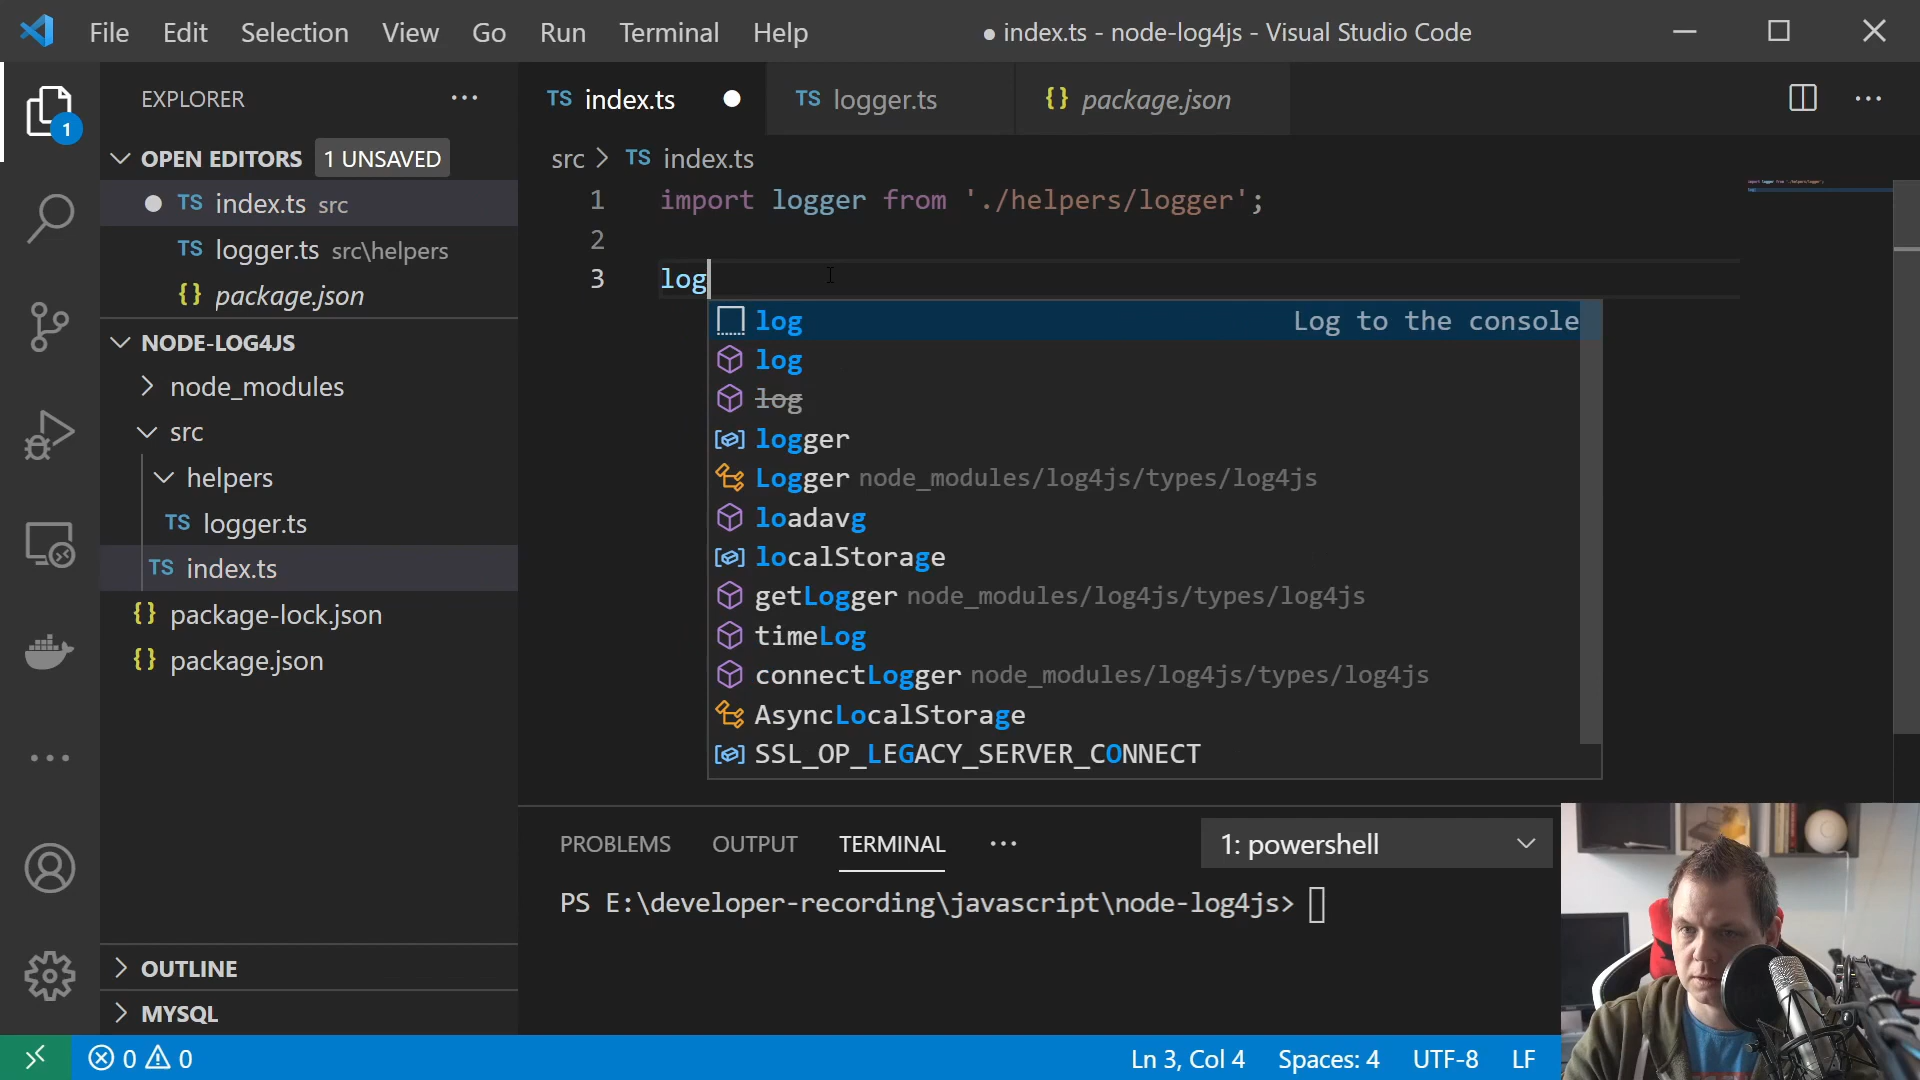 File Edit Selection View Go Run Terminal Help
● index.ts - node-log4js - Visual Studio Code
1
EXPLORER ···
OPEN EDITORS 1 UNSAVED
TS index.ts src
TS logger.ts src\helpers
{} package.json
NODE-LOG4JS
node_modules
src
helpers
TS logger.ts
TS index.ts
{} package-lock.json
{} package.json
OUTLINE
MYSQL
TS index.ts ● TS logger.ts {} package.json
src > TS index.ts
1 import logger from './helpers/logger';
2
3 log
log Log to the console
log
log
logger
Logger node_modules/log4js/types/log4js
loadavg
localStorage
getLogger node_modules/log4js/types/log4js
timeLog
connectLogger node_modules/log4js/types/log4js
AsyncLocalStorage
SSL_OP_LEGACY_SERVER_CONNECT
PROBLEMS OUTPUT TERMINAL ··· 1: powershell
PS E:\developer-recording\javascript\node-log4js>
0 0 Ln 3, Col 4 Spaces: 4 UTF-8 LF